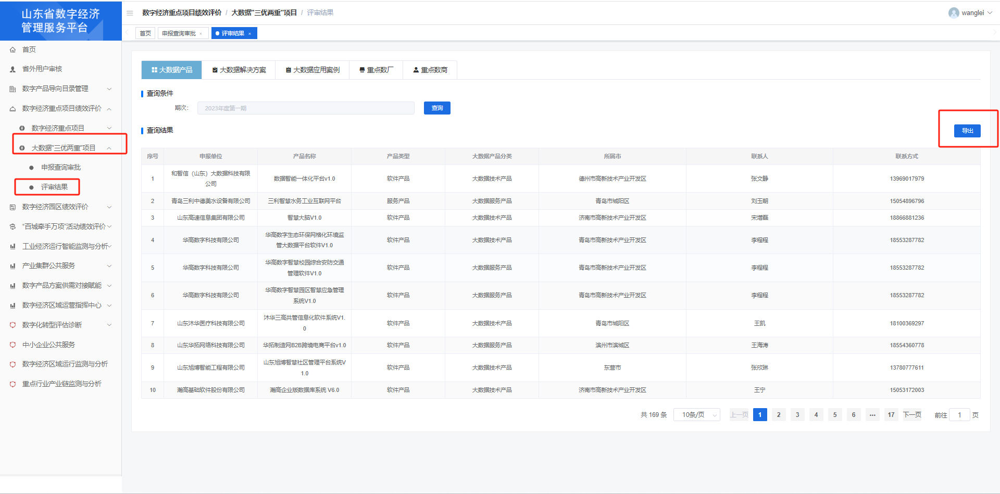 山东省数字经济
管理服务平台
数字经济重点项目绩效评价 / 大数据"三优两重"项目 / 评审结果
wanglei
首页
申报查询审批 ×
评审结果 ×
首页
省外用户审核
数字产品导向目录管理
数字经济重点项目绩效评价
数字经济重点项目
大数据"三优两重"项目
申报查询审批
评审结果
数字经济园区绩效评价
"百城牵手万项"活动绩效评价
工业经济运行智能监测与分析
产业集群公共服务
数字产品方案供需对接赋能
数字经济区域运营指挥中心
数字化转型评估诊断
中小企业公共服务
数字经济区域运行监测与分析
重点行业产业链监测与分析
大数据产品 大数据解决方案 大数据应用案例 重点数厂 重点数商
查询条件
期次: 2023年度第一期 查询
查询结果
导出
序号 申报单位 产品名称 产品类型 大数据产品分类 所属市 联系人 联系方式
1 和智信（山东）大数据科技有限公司 数据智能一体化平台v1.0 软件产品 大数据技术产品 德州市高新技术产业开发区 张文静 13969017979
2 青岛三利中德美水设备有限公司 三利智慧水务工业互联网平台 服务产品 大数据服务产品 青岛市城阳区 刘玉朝 15054896796
3 山东高速信息集团有限公司 智慧大脑V1.0 软件产品 大数据技术产品 济南市高新技术产业开发区 宋增磊 18866881236
4 华高数字科技有限公司 华高数字生态环保网格化环境监管大数据平台软件V1.0 软件产品 大数据技术产品 青岛市高新技术产业开发区 李程程 18553287782
5 华高数字科技有限公司 华高数字智慧校园综合安防交通管理软件V1.0 软件产品 大数据服务产品 青岛市高新技术产业开发区 李程程 18553287782
6 华高数字科技有限公司 华高数字智慧园区智慧应急管理系统V1.0 软件产品 大数据服务产品 青岛市高新技术产业开发区 李程程 18553287782
7 山东沐华医疗科技有限公司 沐华三高共管信息化软件系统V1.0 软件产品 大数据技术产品 青岛市城阳区 王凯 18100369297
8 山东华拓网络科技有限公司 华拓制造网B2B跨境电商平台v1.0 软件产品 大数据服务产品 滨州市滨城区 王海涛 18554360778
9 山东旭博智能工程有限公司 山东旭博智慧社区管理平台系统V1.0 软件产品 大数据技术产品 东营市 张欣琳 13780777611
10 瀚高基础软件股份有限公司 瀚高企业版数据库系统 V6.0 软件产品 大数据技术产品 济南市高新技术产业开发区 王宁 15053172003
共 169 条 10条/页 上一页 1 2 3 4 5 6 ··· 17 下一页 前往 1 页